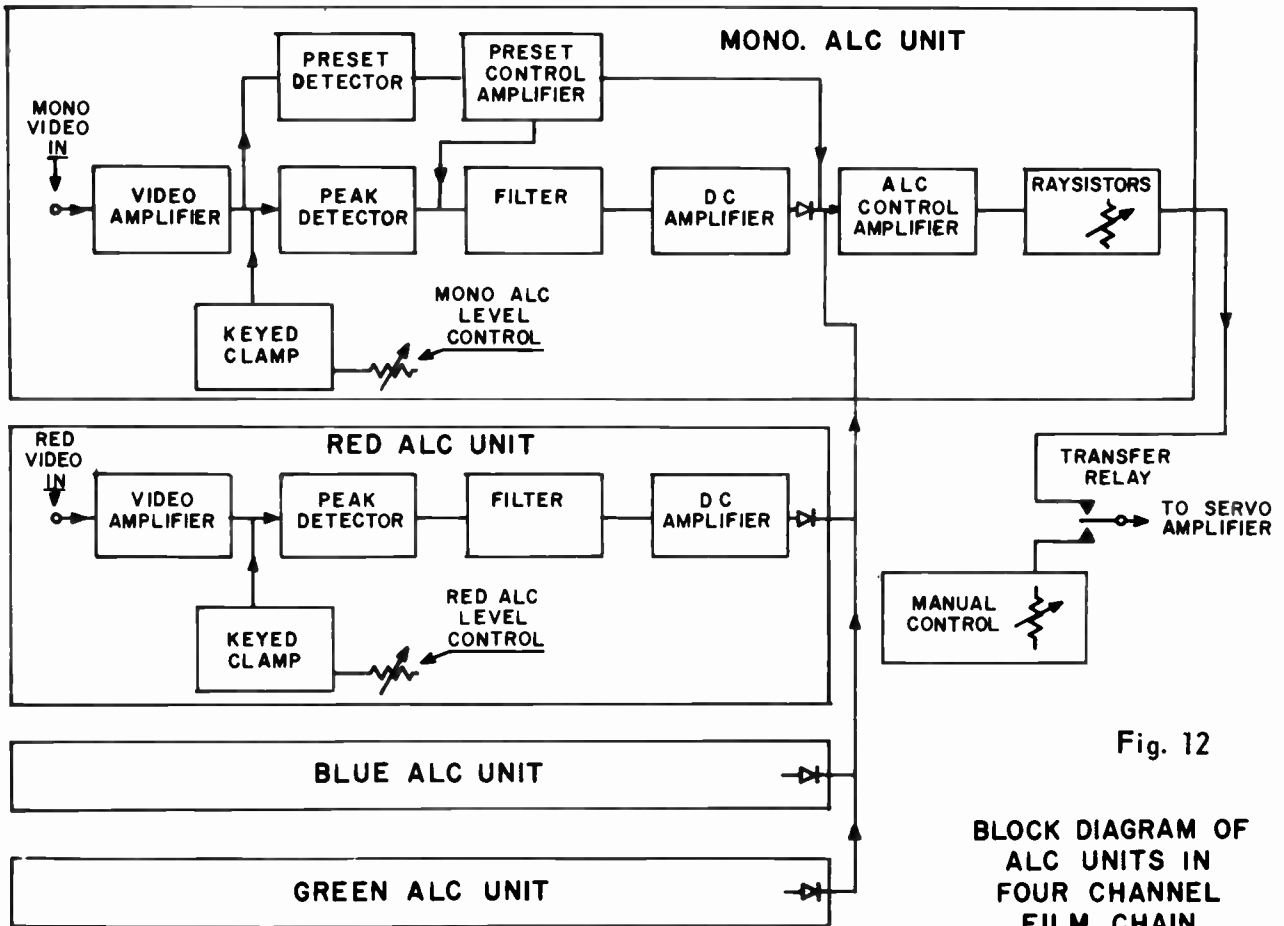 MONO. ALC UNIT
PRESET
DETECTOR
PRESET
CONTROL
AMPLIFIER
MONO
VIDEO
IN
VIDEO
AMPLIFIER
PEAK
DETECTOR
FILTER
DC
AMPLIFIER
ALC
CONTROL
AMPLIFIER
RAYSISTORS
KEYED
CLAMP
MONO ALC
LEVEL
CONTROL
RED ALC UNIT
RED
VIDEO
IN
VIDEO
AMPLIFIER
PEAK
DETECTOR
FILTER
DC
AMPLIFIER
KEYED
CLAMP
RED ALC
LEVEL
CONTROL
TRANSFER
RELAY
TO SERVO
AMPLIFIER
MANUAL
CONTROL
BLUE ALC UNIT
GREEN ALC UNIT
Fig. 12
BLOCK DIAGRAM OF
ALC UNITS IN
FOUR CHANNEL
FILM CHAIN